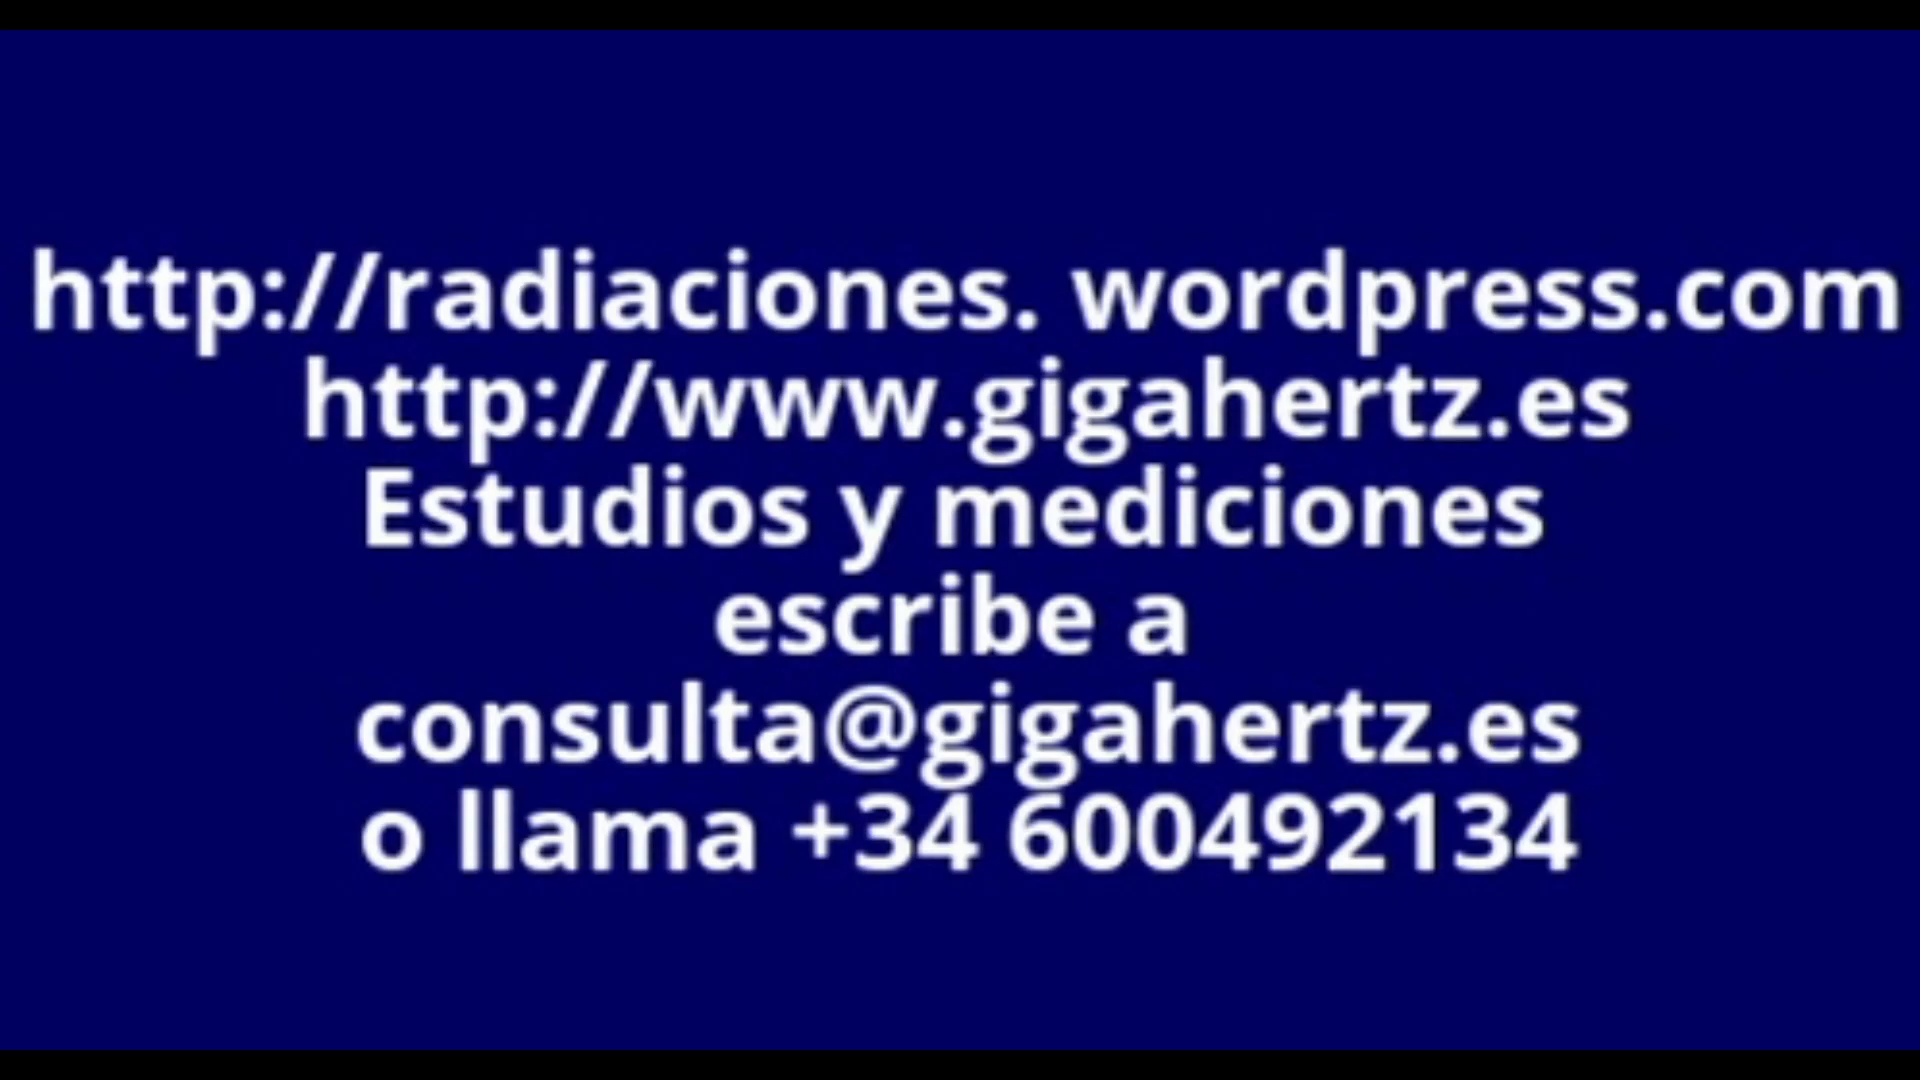 http://radiaciones. wordpress.com
http://www.gigahertz.es
Estudios y mediciones
escribe a
consulta@gigahertz.es
o llama +34 600492134